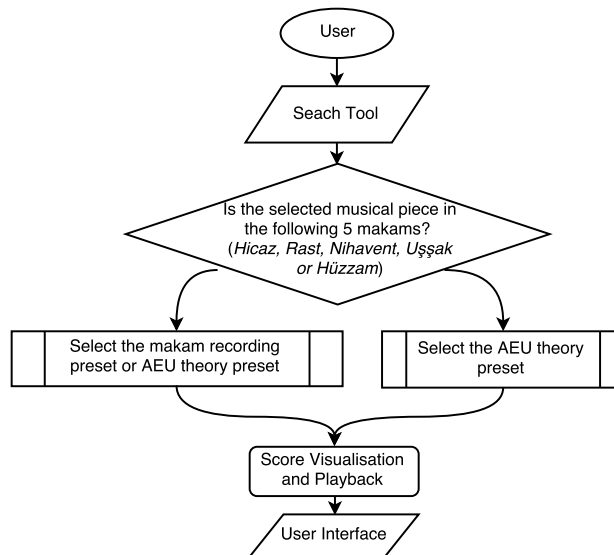 User
Seach Tool
Is the selected musical piece in
the following 5 makams?
(Hicaz, Rast, Nihavent, Uşşak
or Hüzzam)
Select the makam recording
preset or AEU theory preset
Select the AEU theory
preset
Score Visualisation
and Playback
User Interface